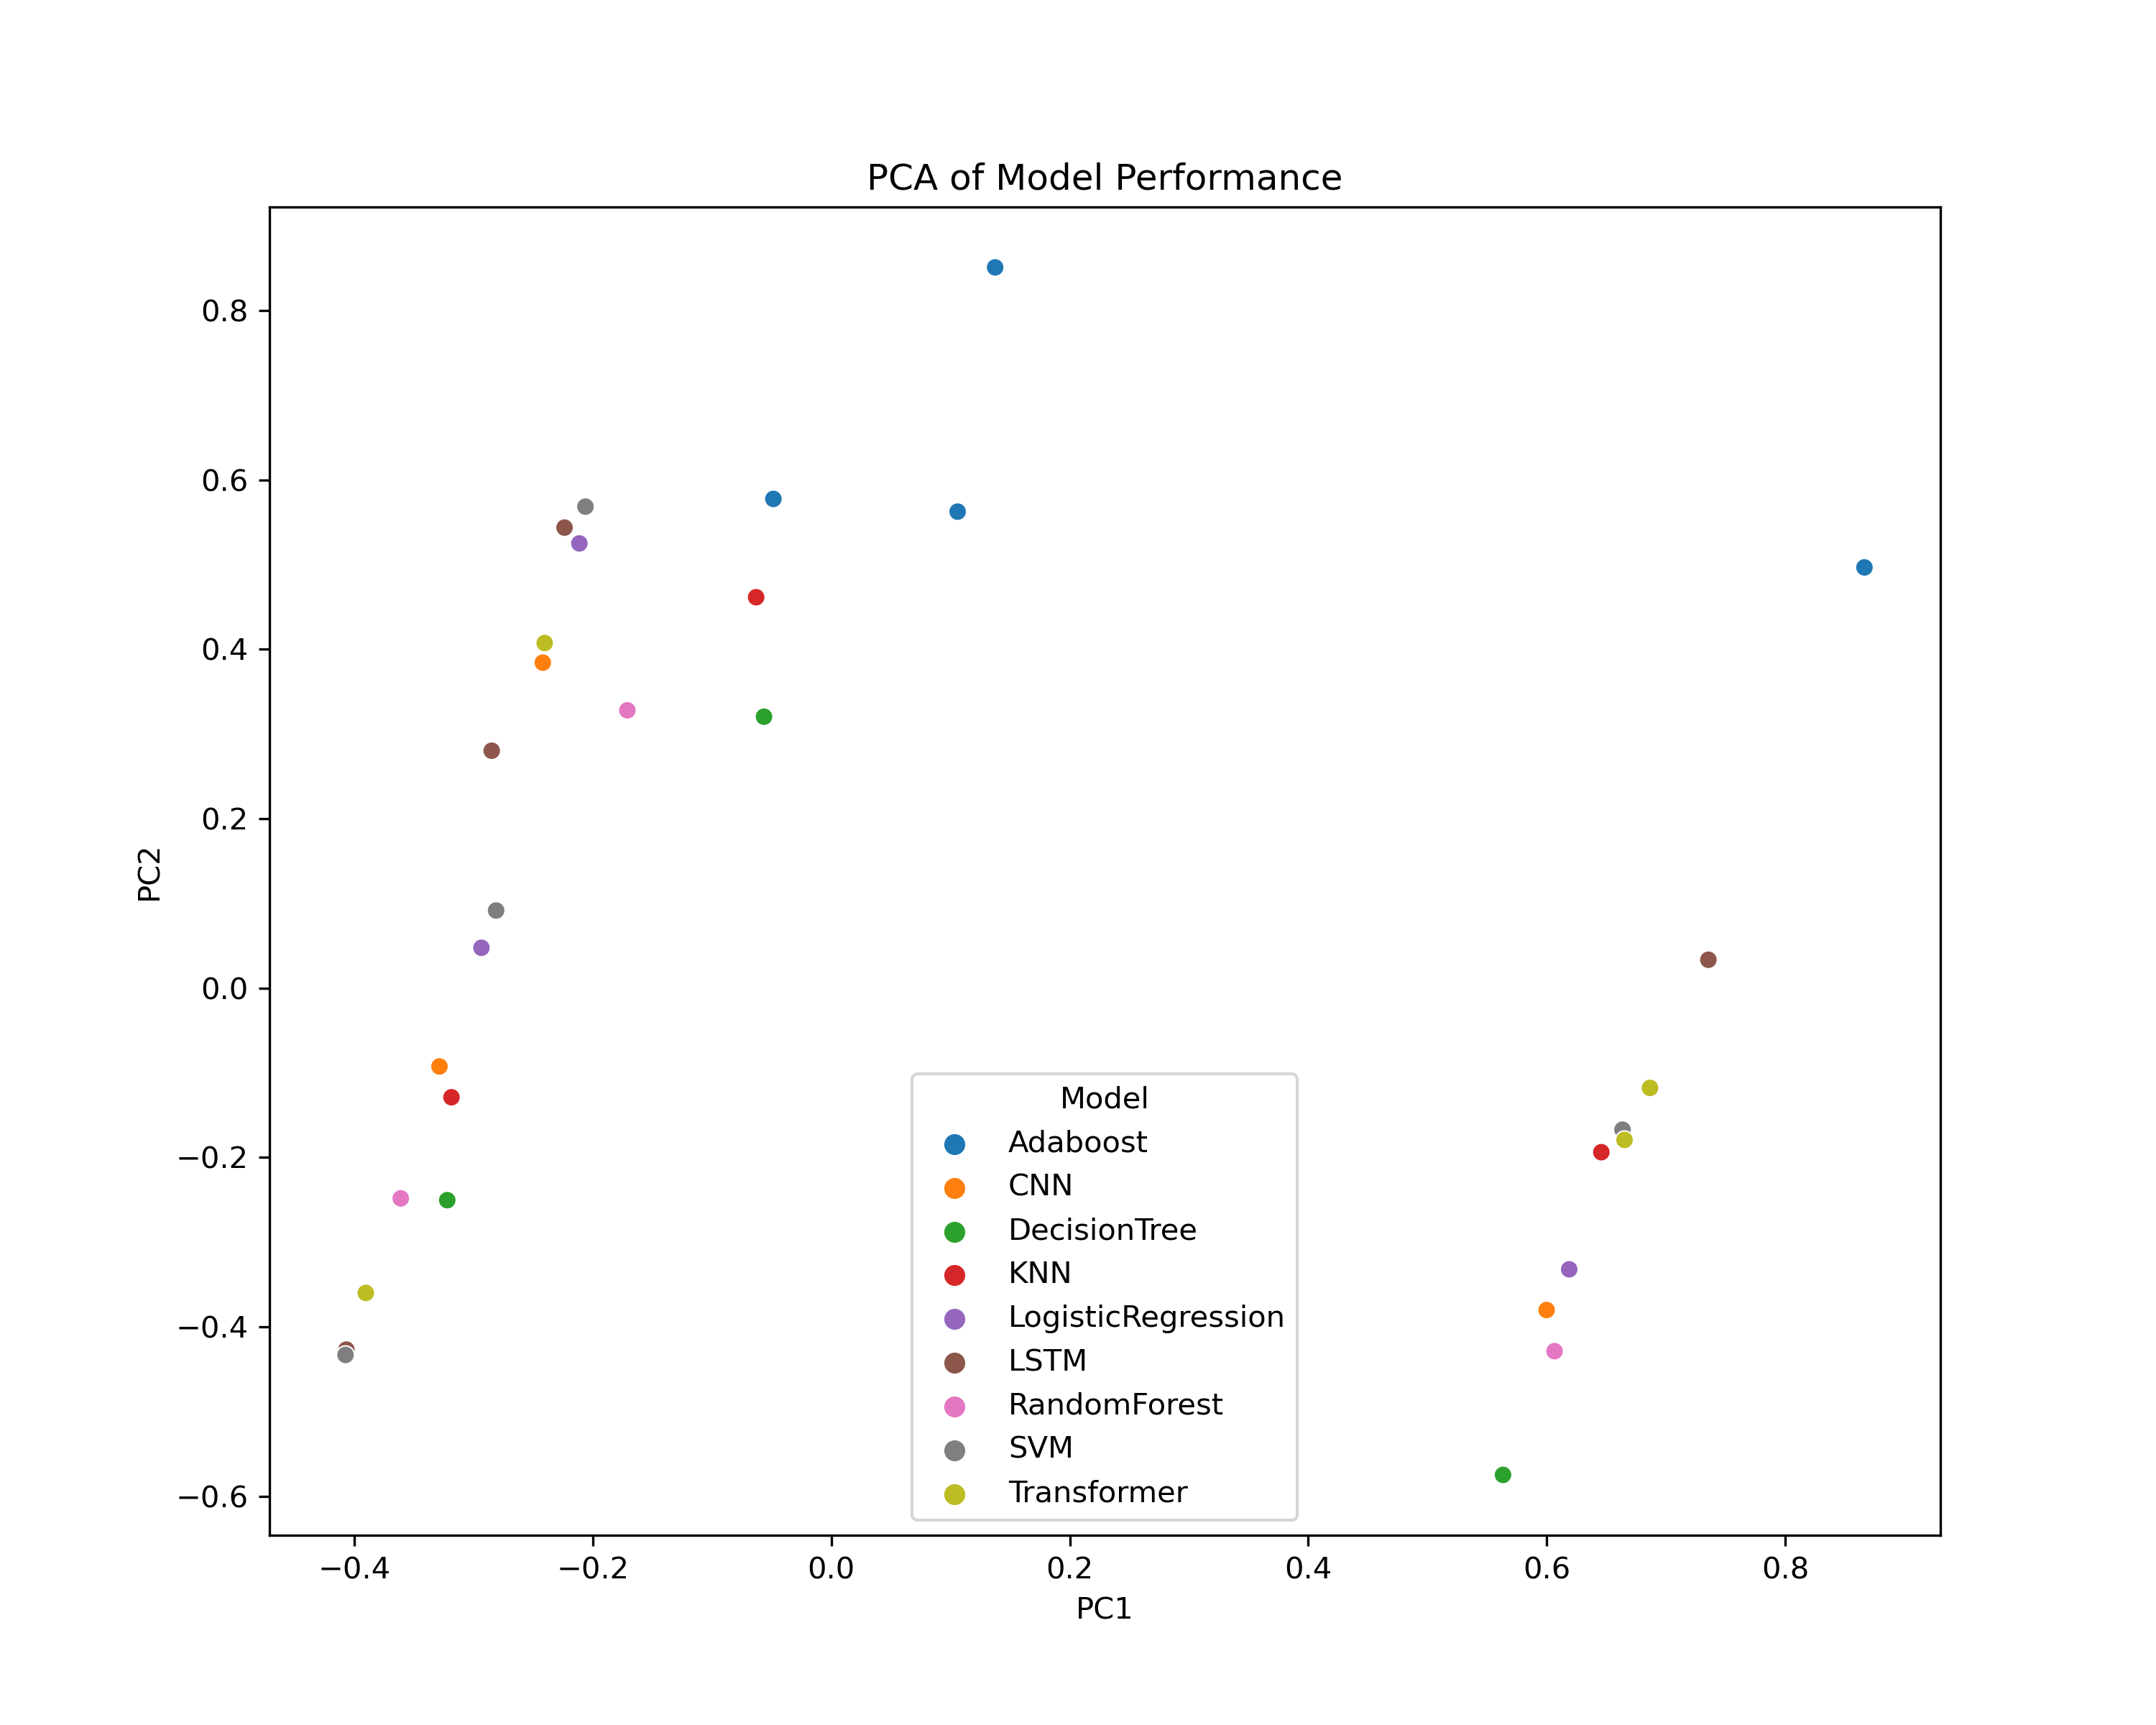 PCA of Model Performance
0.8
0.6
0.4
0.2
0.0
−0.2
−0.4
−0.6
PC2
Model
Adaboost
CNN
DecisionTree
KNN
LogisticRegression
LSTM
RandomForest
SVM
Transformer
−0.4 −0.2 0.0 0.2 0.4 0.6 0.8
PC1